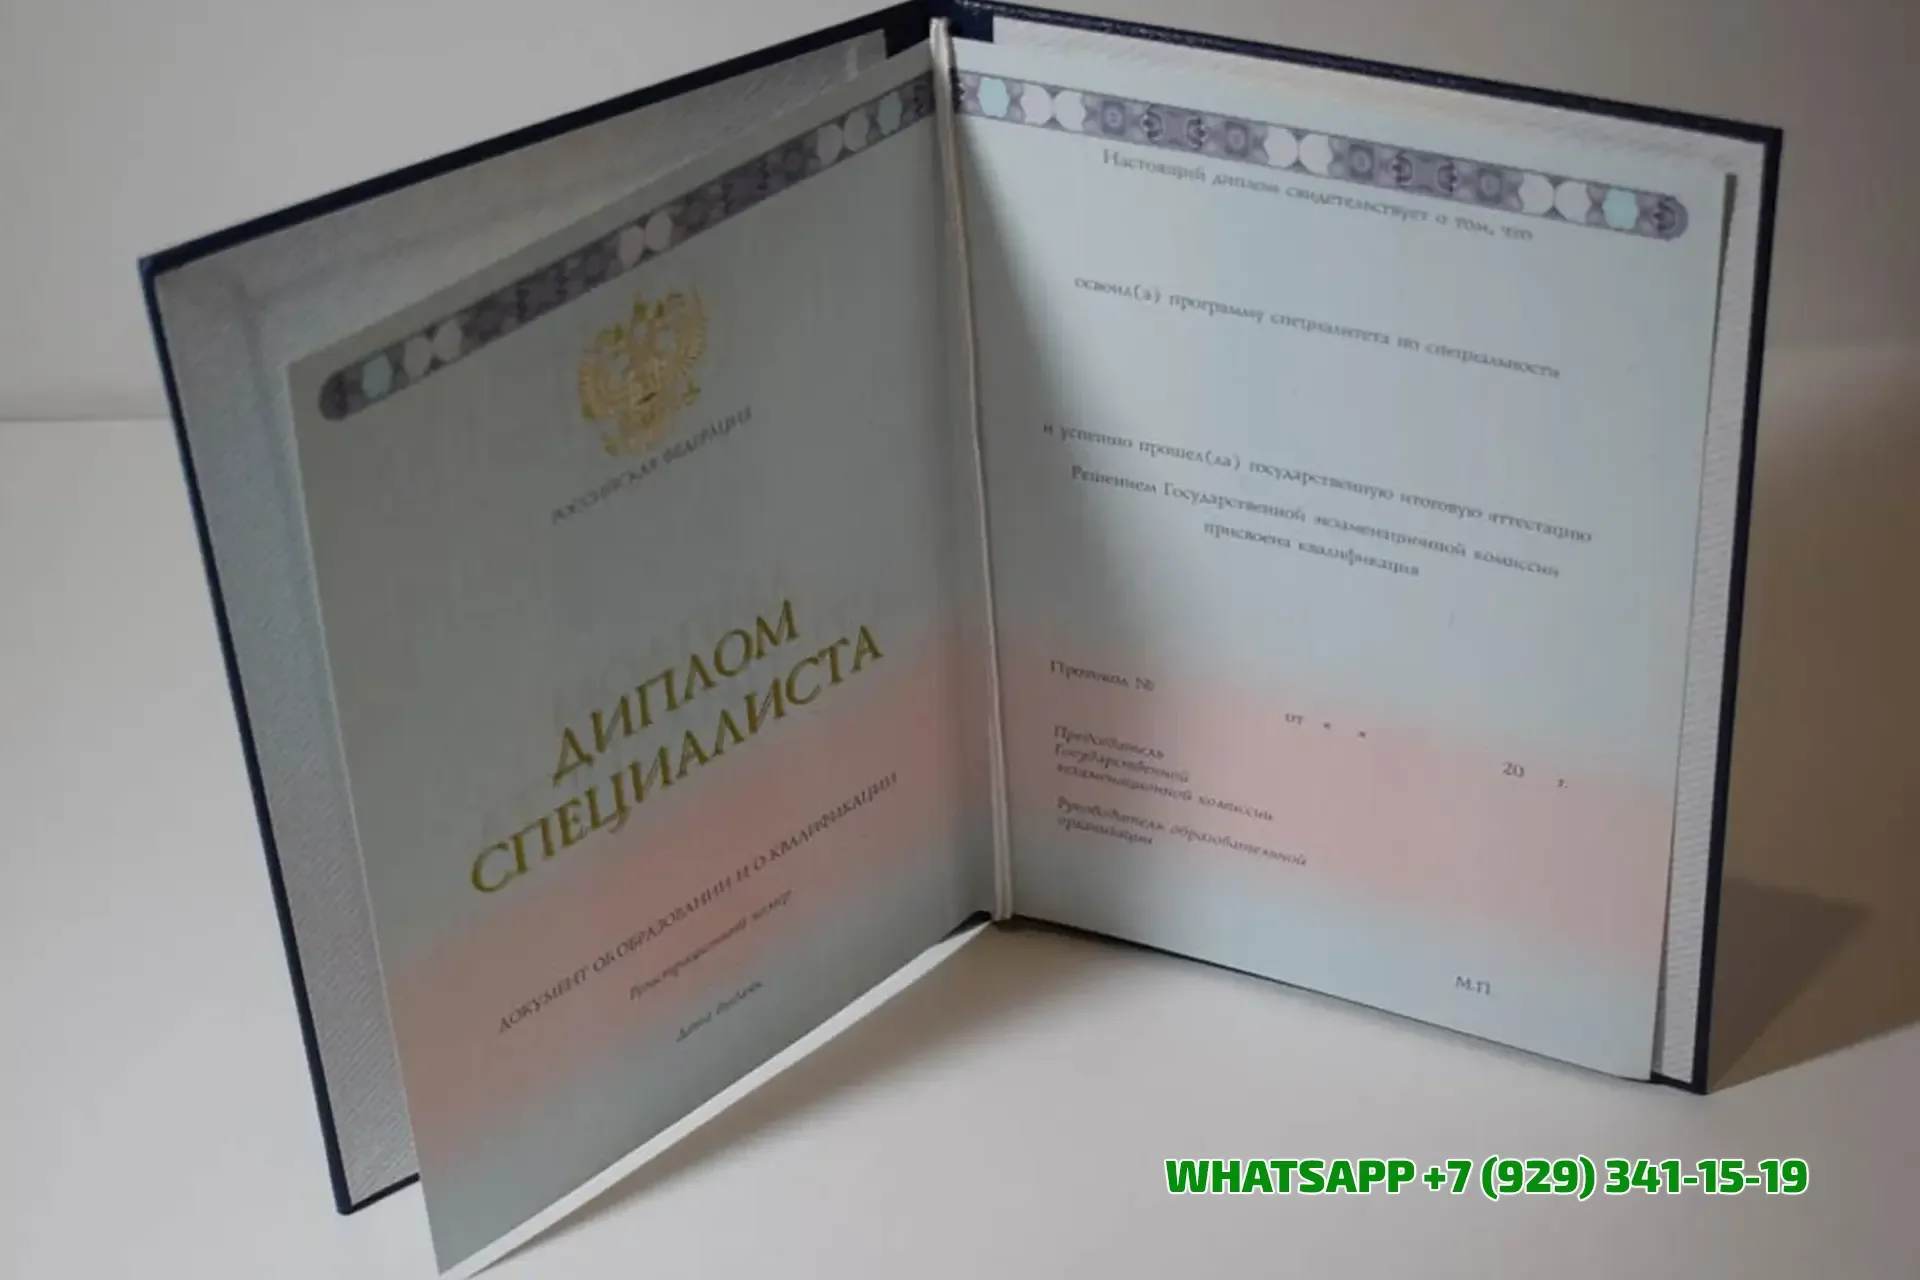 РОССИЙСКАЯ ФЕДЕРАЦИЯ
ДИПЛОМ
СПЕЦИАЛИСТА
ДОКУМЕНТ ОБ ОБРАЗОВАНИИ И О КВАЛИФИКАЦИИ
Регистрационный номер
Дата выдачи
Настоящий диплом свидетельствует о том, что
освоил(а) программу специалитета по специальности
и успешно прошел(ла) государственную итоговую аттестацию
Решением Государственной экзаменационной комиссии
присвоена квалификация
Протокол №
от « »
20 г.
Председатель
Государственной
экзаменационной комиссии
Руководитель образовательной
организации
М.П.
WHATSAPP +7 (929) 341-15-19